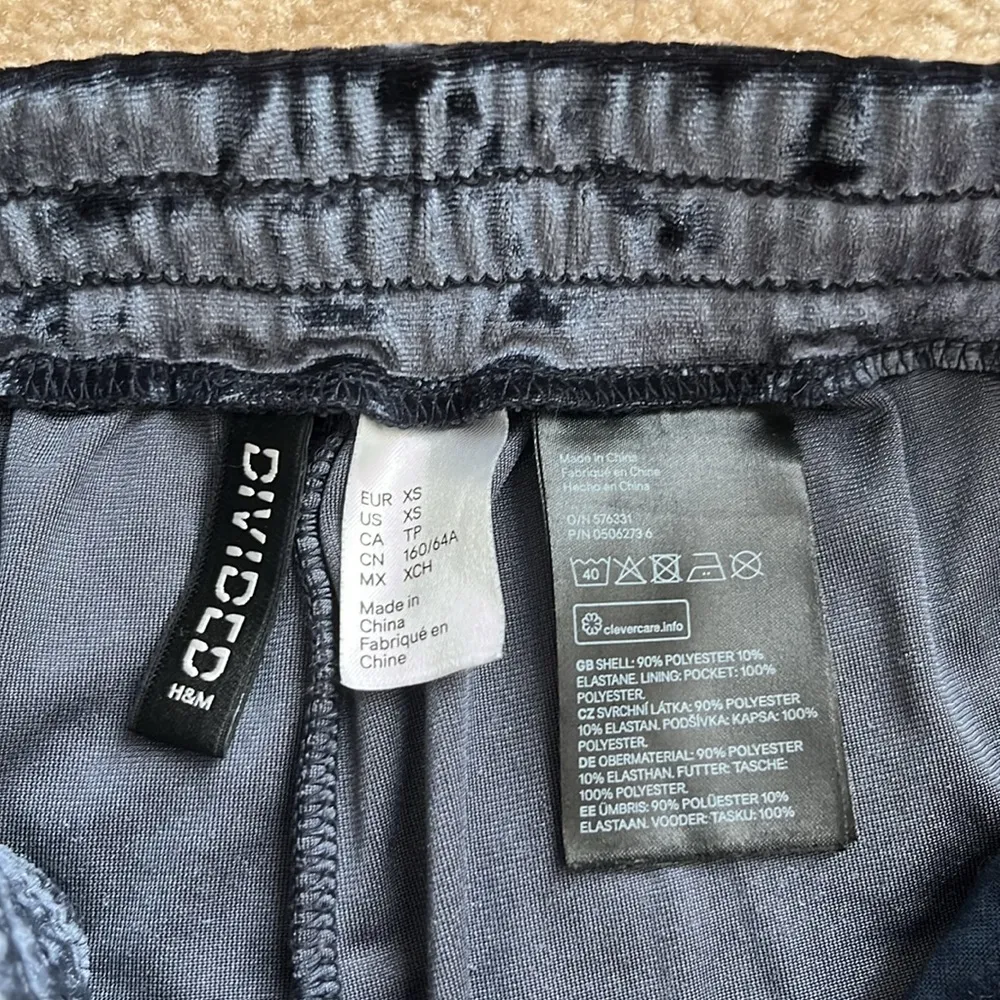 DIVIDED
H&M
EUR XS
US XS
CA TP
CN 160/64A
MX XCH
Made in
China
Fabriqué en
Chine
Made in China
Fabriqué en Chine
Hecho en China
O/N 576331
P/N 0506273 6
40
clevercare.info
GB SHELL: 90% POLYESTER 10%
ELASTANE. LINING: POCKET: 100%
POLYESTER.
CZ SVRCHNÍ LÁTKA: 90% POLYESTER
10% ELASTAN. PODŠÍVKA: KAPSA: 100%
POLYESTER.
DE OBERMATERIAL: 90% POLYESTER
10% ELASTHAN. FUTTER: TASCHE:
100% POLYESTER.
EE ÜMBRIS: 90% POLÜESTER 10%
ELASTAAN. VOODER: TASKU: 100%